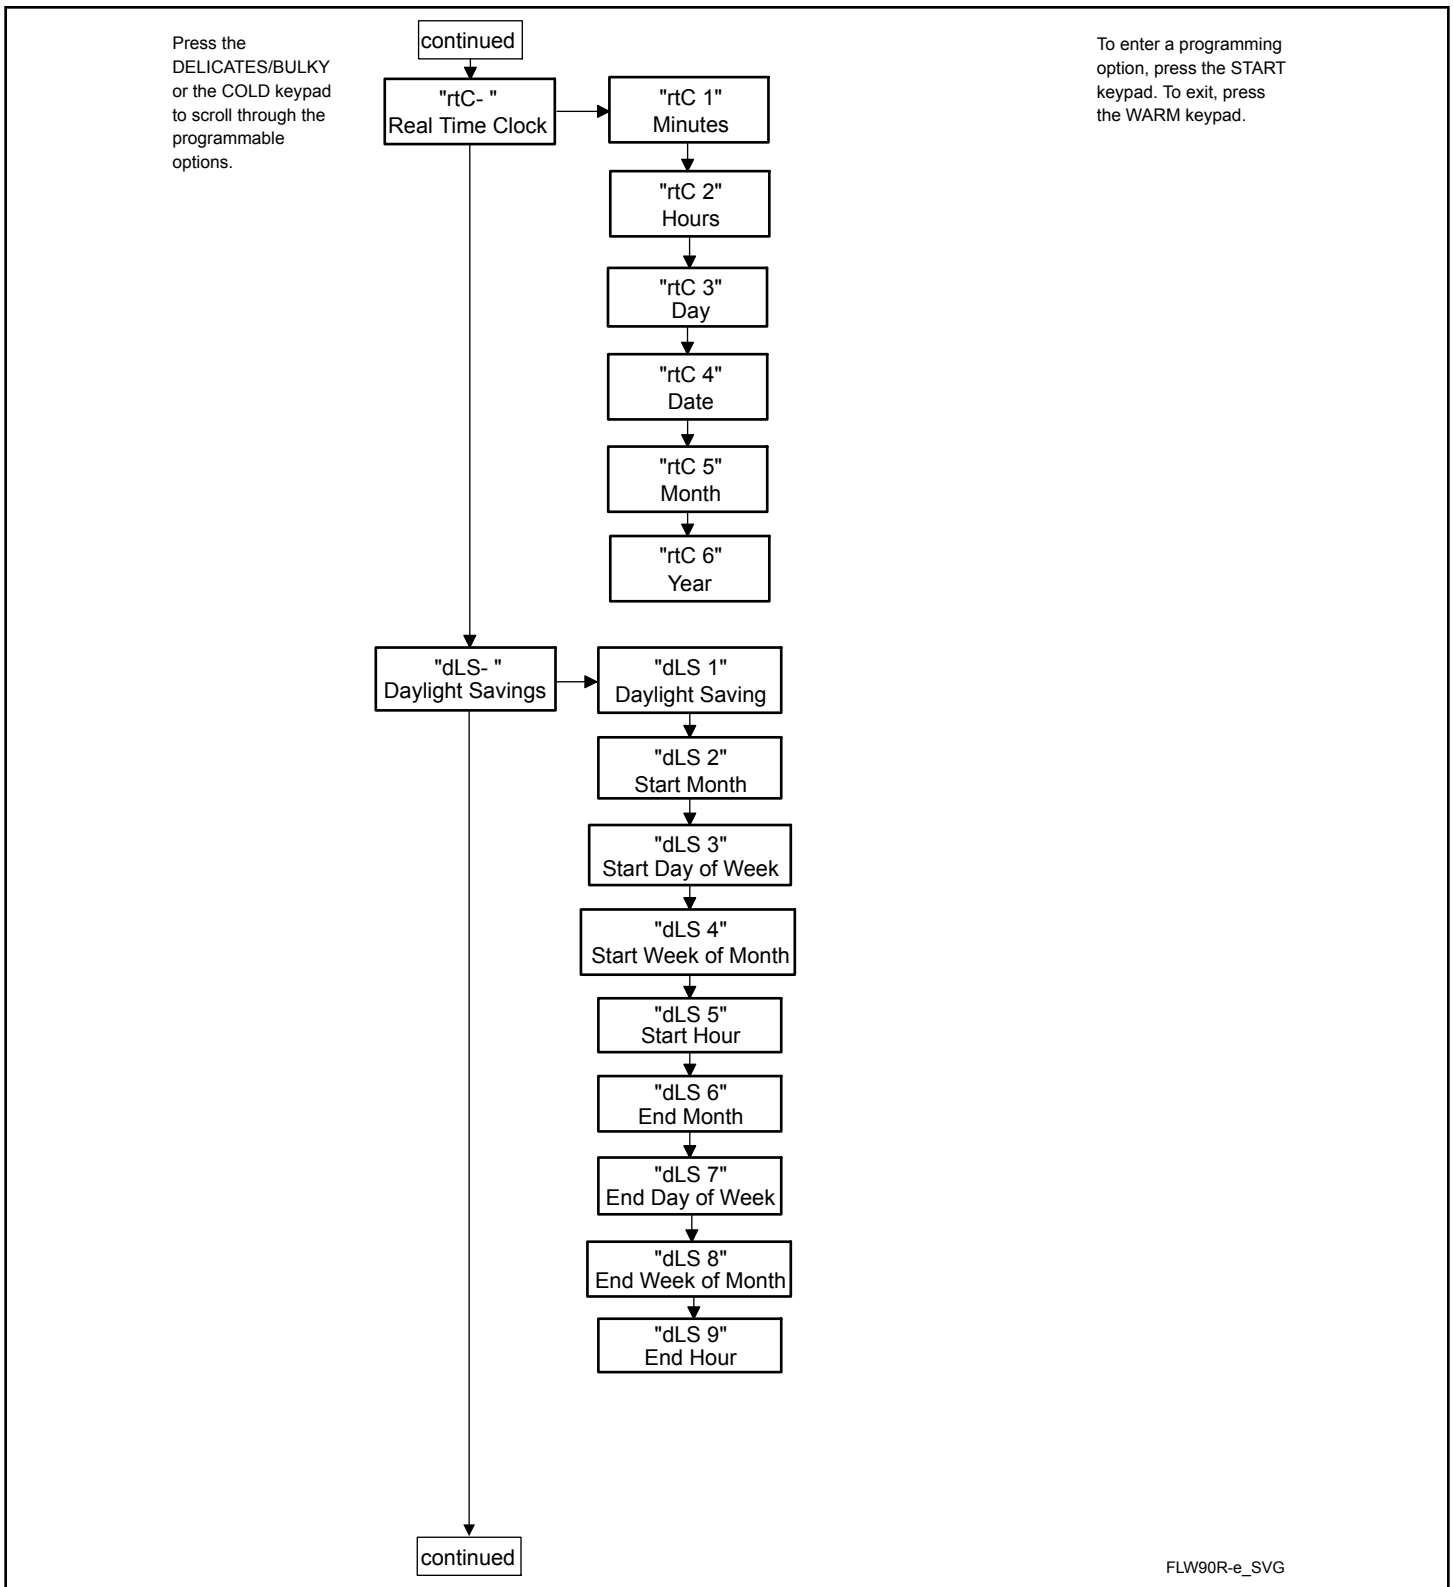 Press the
DELICATES/BULKY
or the COLD keypad
to scroll through the
programmable
options.
continued
To enter a programming
option, press the START
keypad. To exit, press
the WARM keypad.
"rtC- "
Real Time Clock
"rtC 1"
Minutes
"rtC 2"
Hours
"rtC 3"
Day
"rtC 4"
Date
"rtC 5"
Month
"rtC 6"
Year
"dLS- "
Daylight Savings
"dLS 1"
Daylight Saving
"dLS 2"
Start Month
"dLS 3"
Start Day of Week
"dLS 4"
Start Week of Month
"dLS 5"
Start Hour
"dLS 6"
End Month
"dLS 7"
End Day of Week
"dLS 8"
End Week of Month
"dLS 9"
End Hour
continued
FLW90R-e_SVG